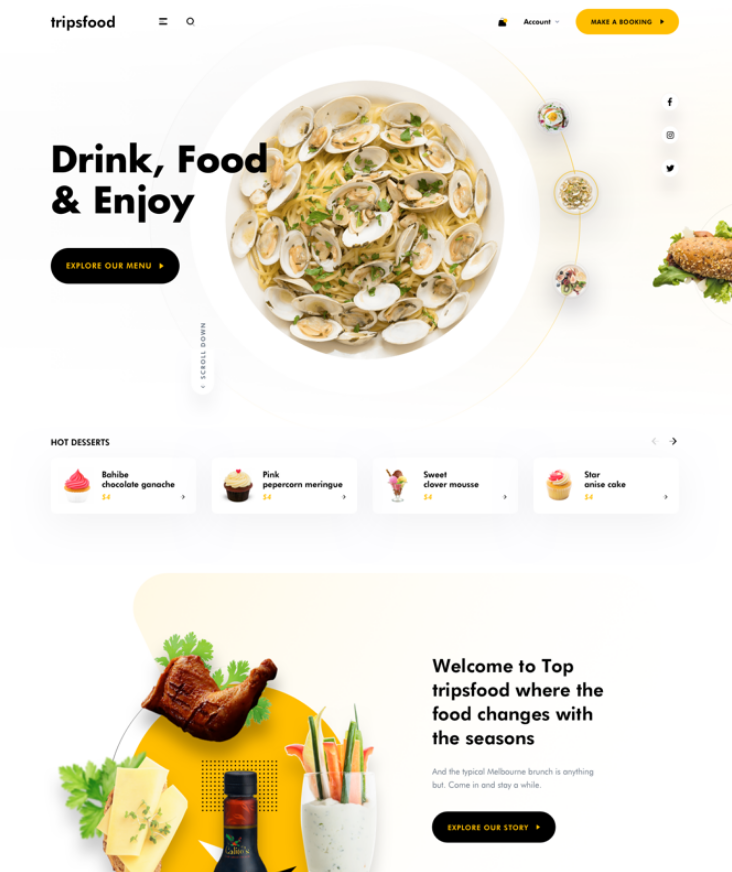 tripsfood
Account
MAKE A BOOKING
Drink, Food
& Enjoy
EXPLORE OUR MENU
SCROLL DOWN
HOT DESSERTS
Bahibe
chocolate ganache
$4
Pink
pepercorn meringue
$4
Sweet
clover mousse
$4
Star
anise cake
$4
Welcome to Top
tripsfood where the
food changes with
the seasons
And the typical Melbourne brunch is anything
but. Come in and stay a while.
EXPLORE OUR STORY